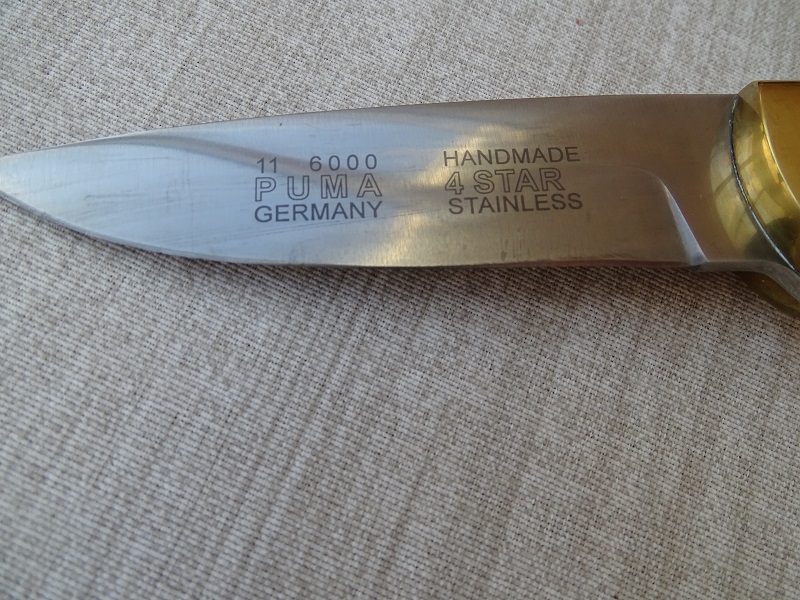 11 6000
PUMA
GERMANY
HANDMADE
4 STAR
STAINLESS